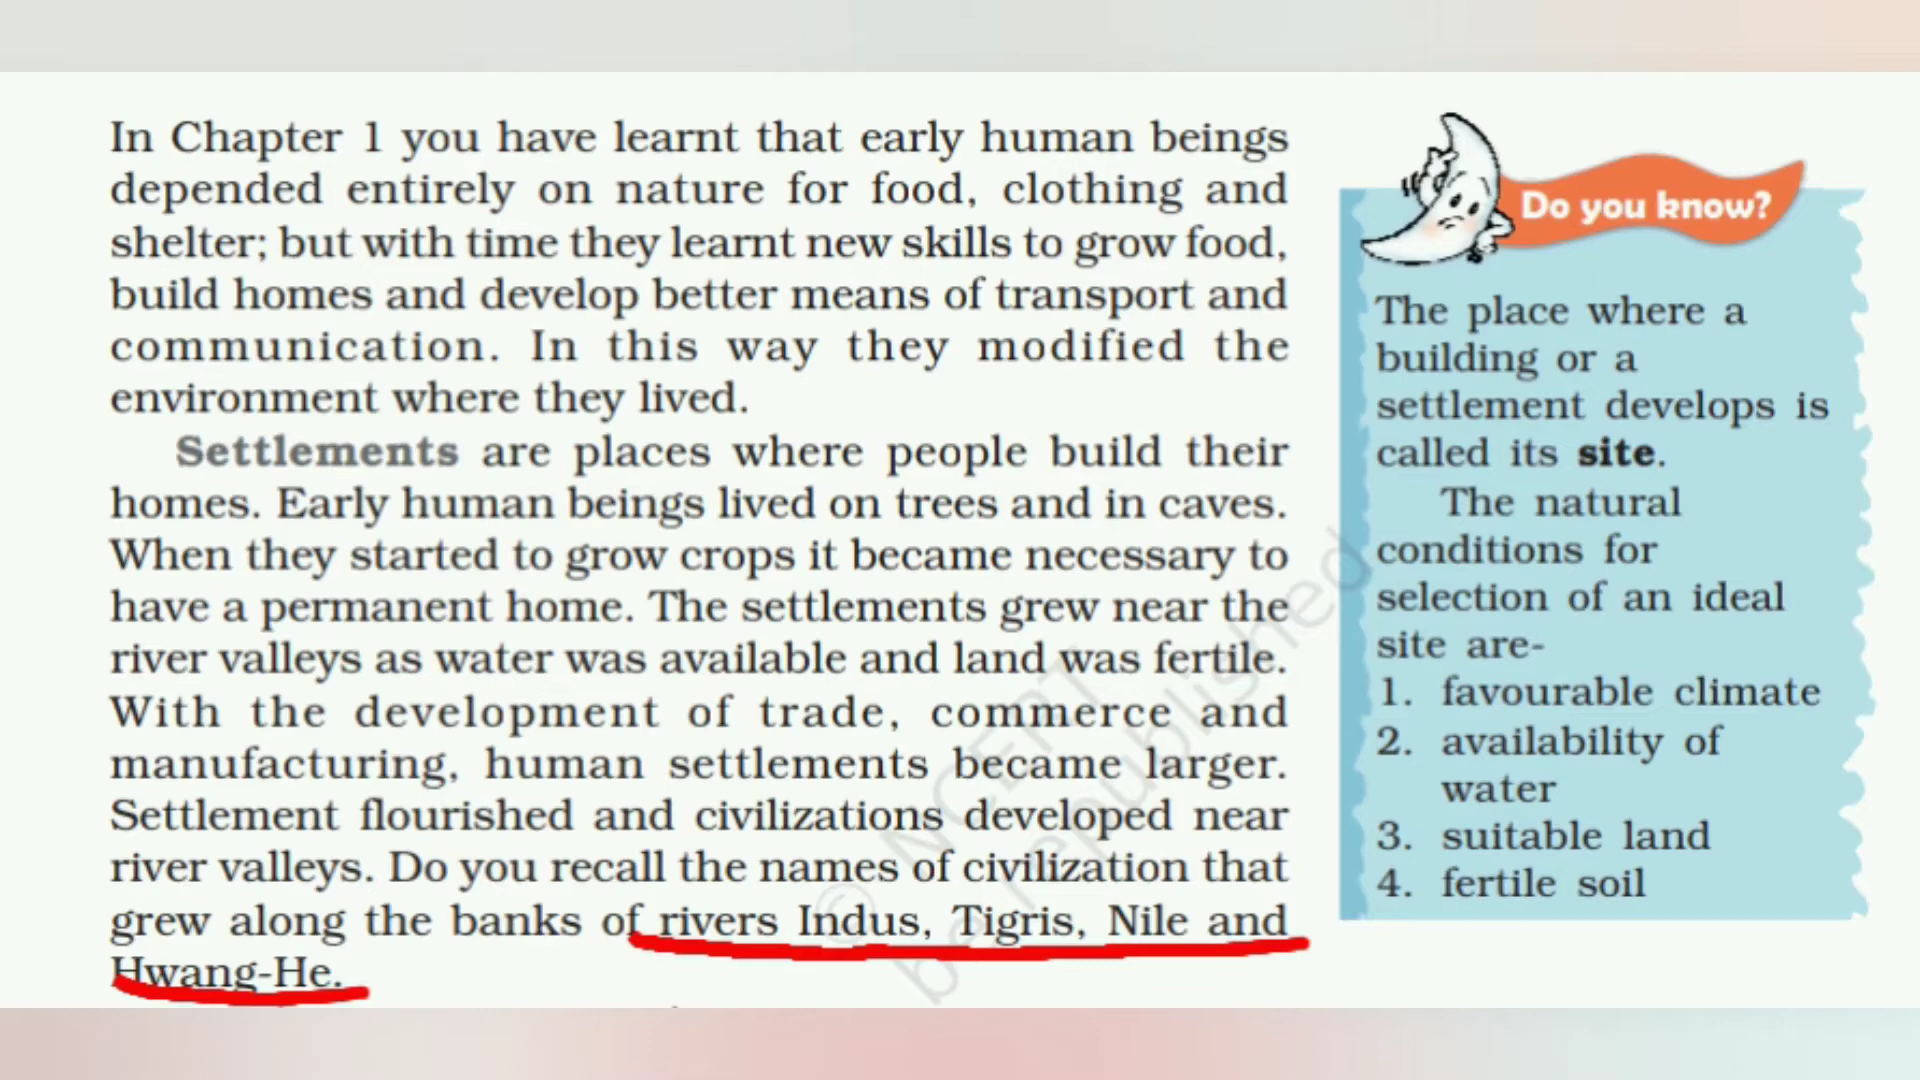 In Chapter 1 you have learnt that early human beings
depended entirely on nature for food, clothing and
shelter; but with time they learnt new skills to grow food,
build homes and develop better means of transport and
communication. In this way they modified the
environment where they lived.
Settlements are places where people build their
homes. Early human beings lived on trees and in caves.
When they started to grow crops it became necessary to
have a permanent home. The settlements grew near the
river valleys as water was available and land was fertile.
With the development of trade, commerce and
manufacturing, human settlements became larger.
Settlement flourished and civilizations developed near
river valleys. Do you recall the names of civilization that
grew along the banks of rivers Indus, Tigris, Nile and
Hwang-He.
Do you know?
The place where a
building or a
settlement develops is
called its site.
The natural
conditions for
selection of an ideal
site are-
1. favourable climate
2. availability of
water
3. suitable land
4. fertile soil
© NCERT
be republished